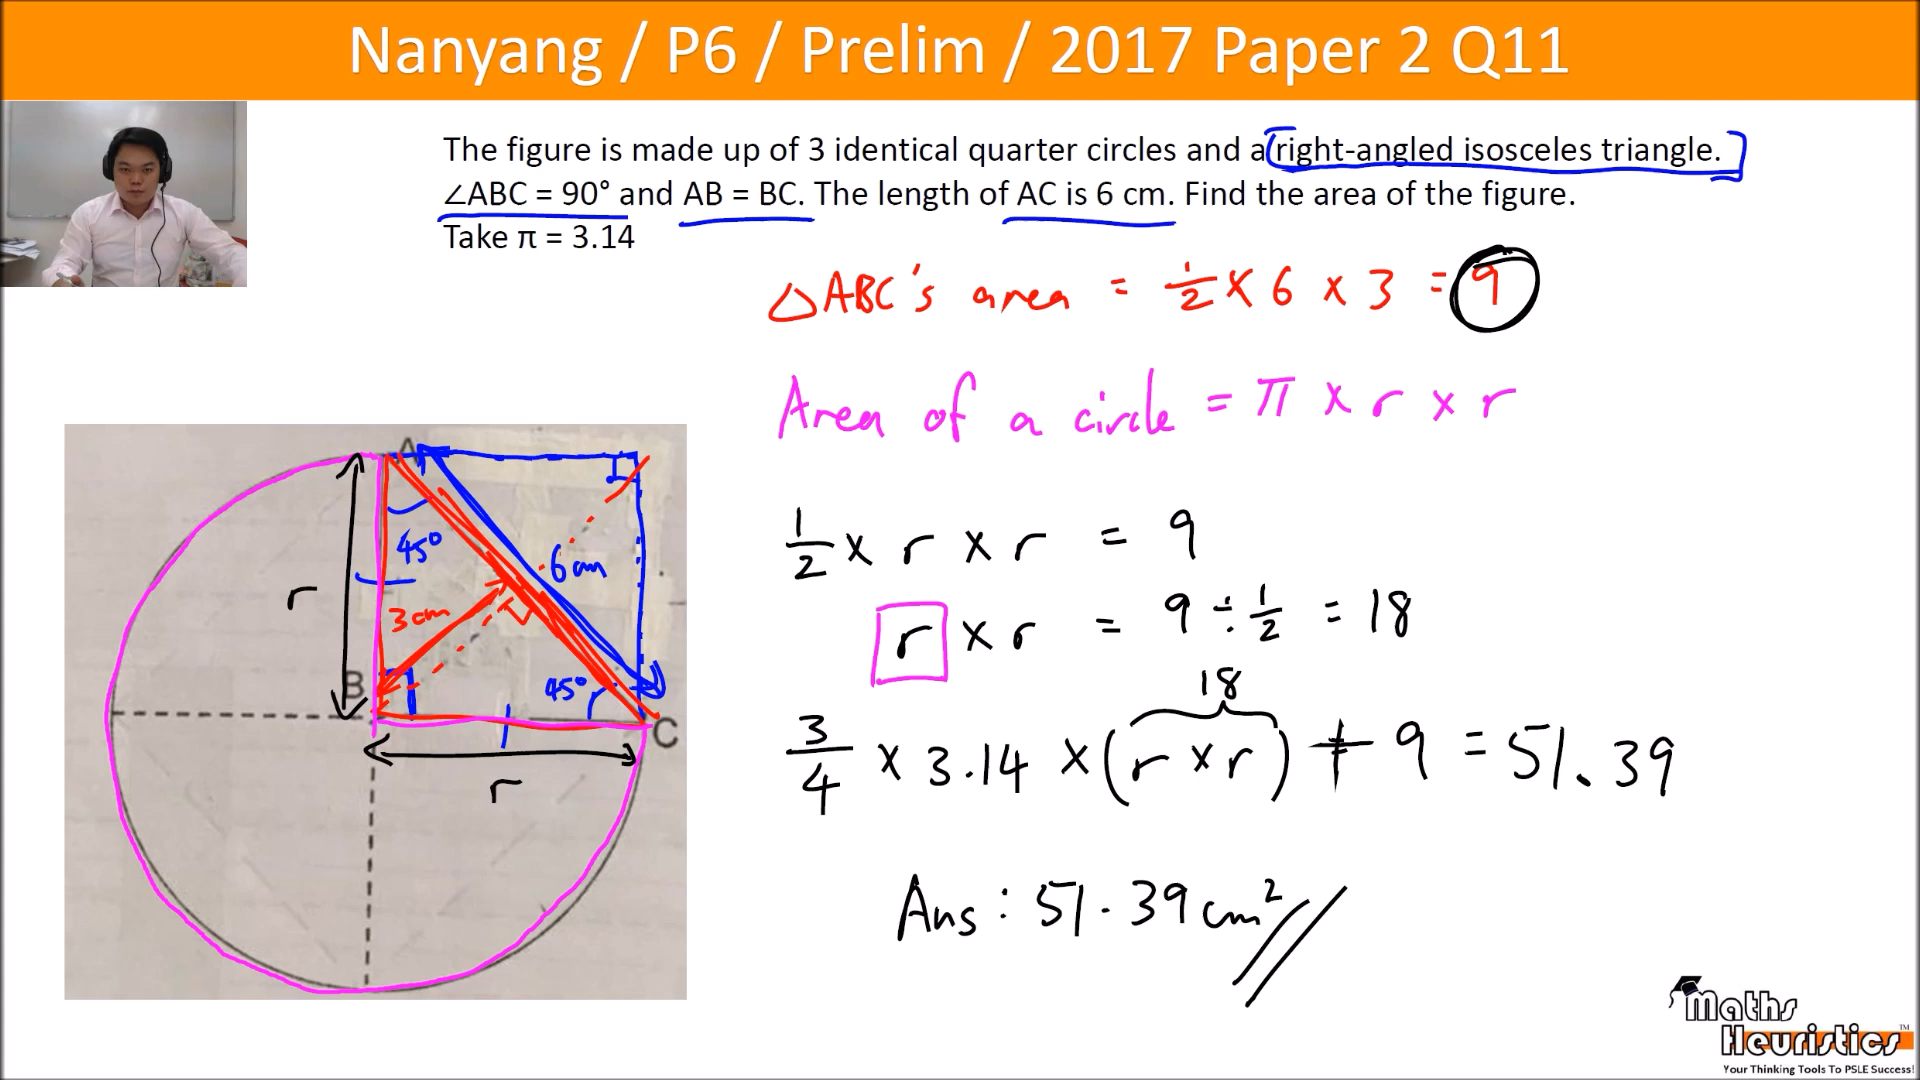 Nanyang / P6 / Prelim / 2017 Paper 2 Q11
The figure is made up of 3 identical quarter circles and a right-angled isosceles triangle.
∠ABC = 90° and AB = BC. The length of AC is 6 cm. Find the area of the figure.
Take π = 3.14
△ABC's area = 1/2 × 6 × 3 = 9
Area of a circle = π × r × r
1/2 × r × r = 9
r × r = 9 ÷ 1/2 = 18
18
3/4 × 3.14 × (r × r) + 9 = 51.39
Ans : 51.39 cm²
A
45°
6 cm
r
3 cm
B
45°
C
r
Maths
Heuristics™
Your Thinking Tools To PSLE Success!